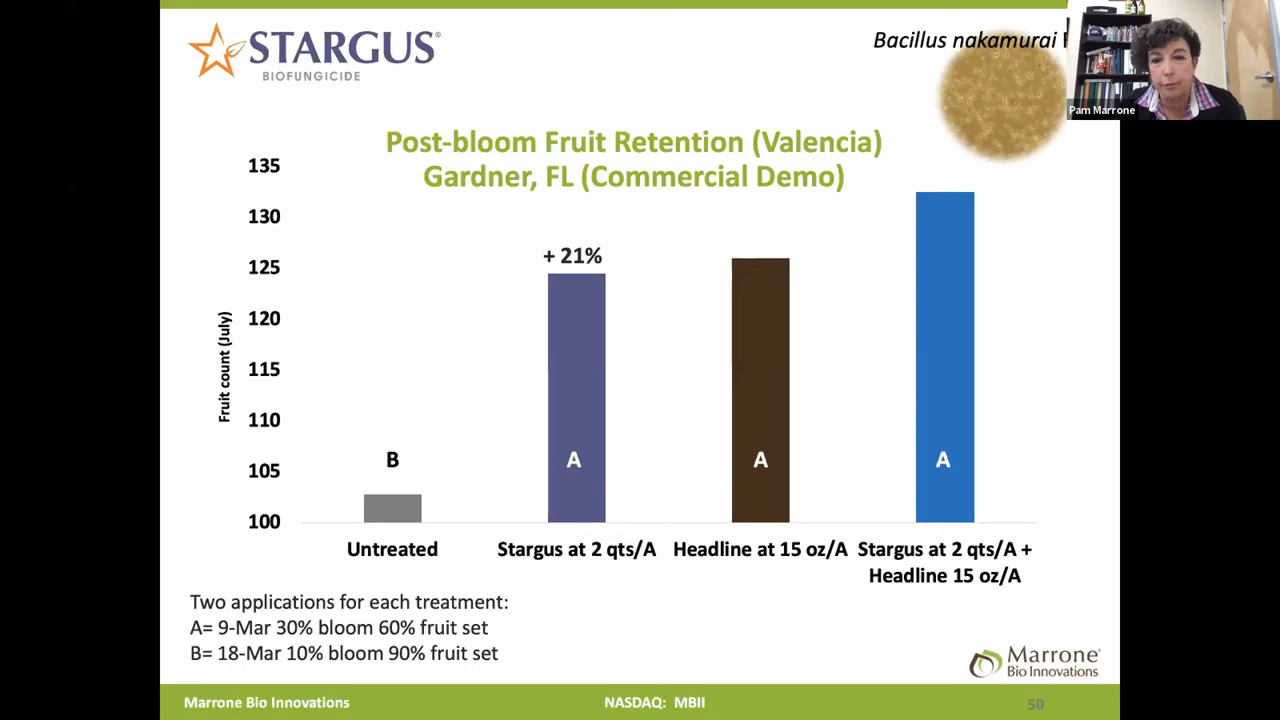 STARGUS®
BIOFUNGICIDE
Bacillus nakamurai
Pam Marrone
Post-bloom Fruit Retention (Valencia)
Gardner, FL (Commercial Demo)
135
130
125
120
115
110
105
100
Fruit count (July)
+ 21%
B
A
A
A
Untreated
Stargus at 2 qts/A
Headline at 15 oz/A
Stargus at 2 qts/A +
Headline 15 oz/A
Two applications for each treatment:
A= 9-Mar 30% bloom 60% fruit set
B= 18-Mar 10% bloom 90% fruit set
Marrone®
Bio Innovations
Marrone Bio Innovations
NASDAQ: MBII
50